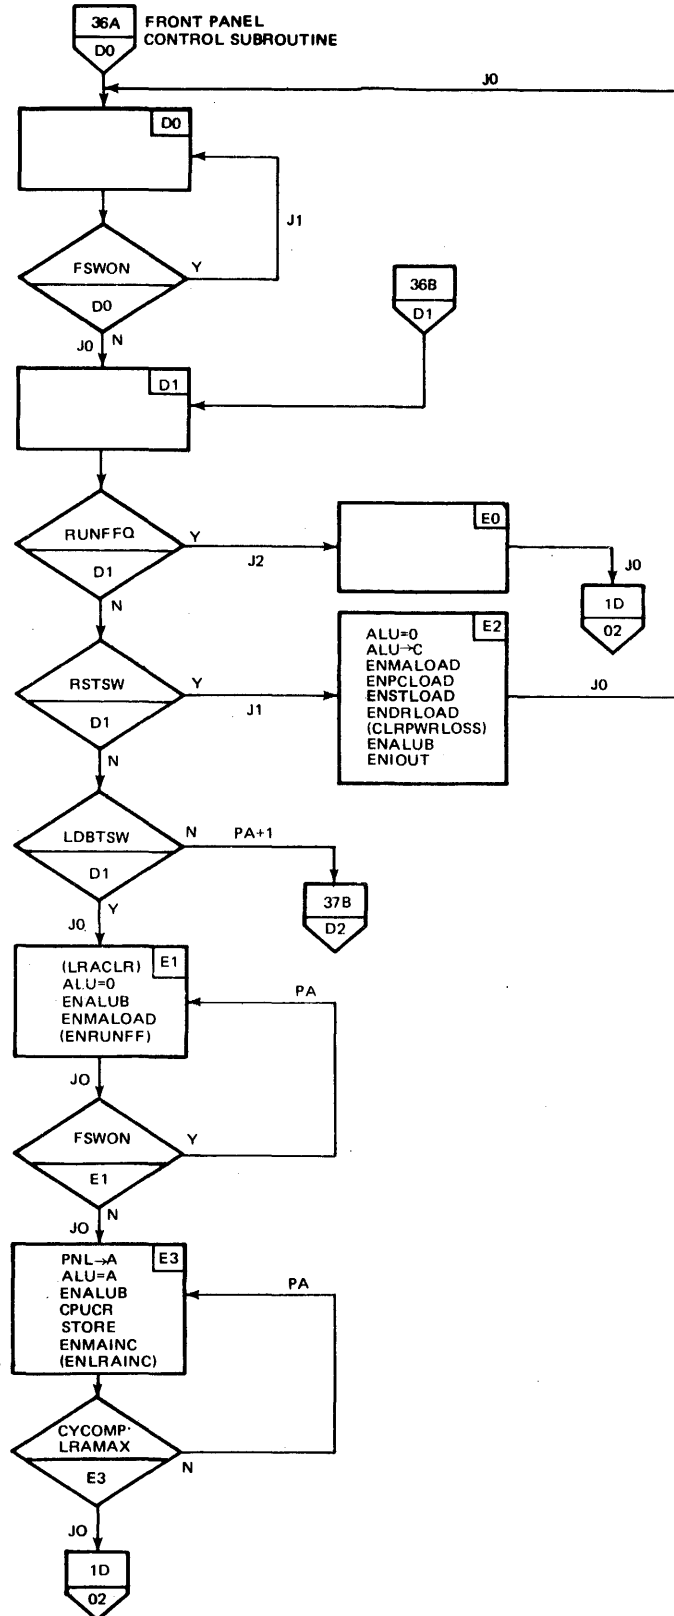 36A
FRONT PANEL
CONTROL SUBROUTINE
D0
J0
D0
J1
FSWON
Y
D0
J0
N
36B
D1
D1
RUNFFQ
Y
D1
J2
N
E0
J0
1D
02
RSTSW
Y
D1
J1
N
E2
ALU=0
ALU→C
ENMALOAD
ENPCLOAD
ENSTLOAD
ENDRLOAD
(CLRPWRLOSS)
ENALUB
ENIOUT
J0
LDBTSW
N
PA+1
D1
Y
J0
37B
D2
E1
(LRACLR)
ALU=0
ENALUB
ENMALOAD
(ENRUNFF)
PA
J0
FSWON
Y
E1
N
J0
E3
PNL→A
ALU=A
ENALUB
CPUCR
STORE
ENMAINC
(ENLRAINC)
PA
CYCOMP·
LRAMAX
E3
N
J0
1D
02